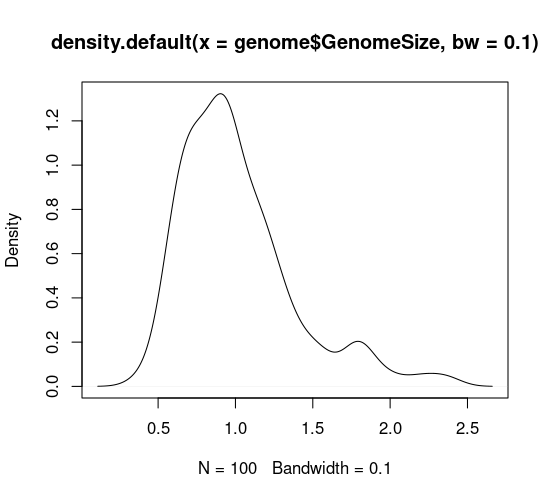 density.default(x = genome$GenomeSize, bw = 0.1)
Density
1.2
1.0
0.8
0.6
0.4
0.2
0.0
0.5 1.0 1.5 2.0 2.5
N = 100 Bandwidth = 0.1